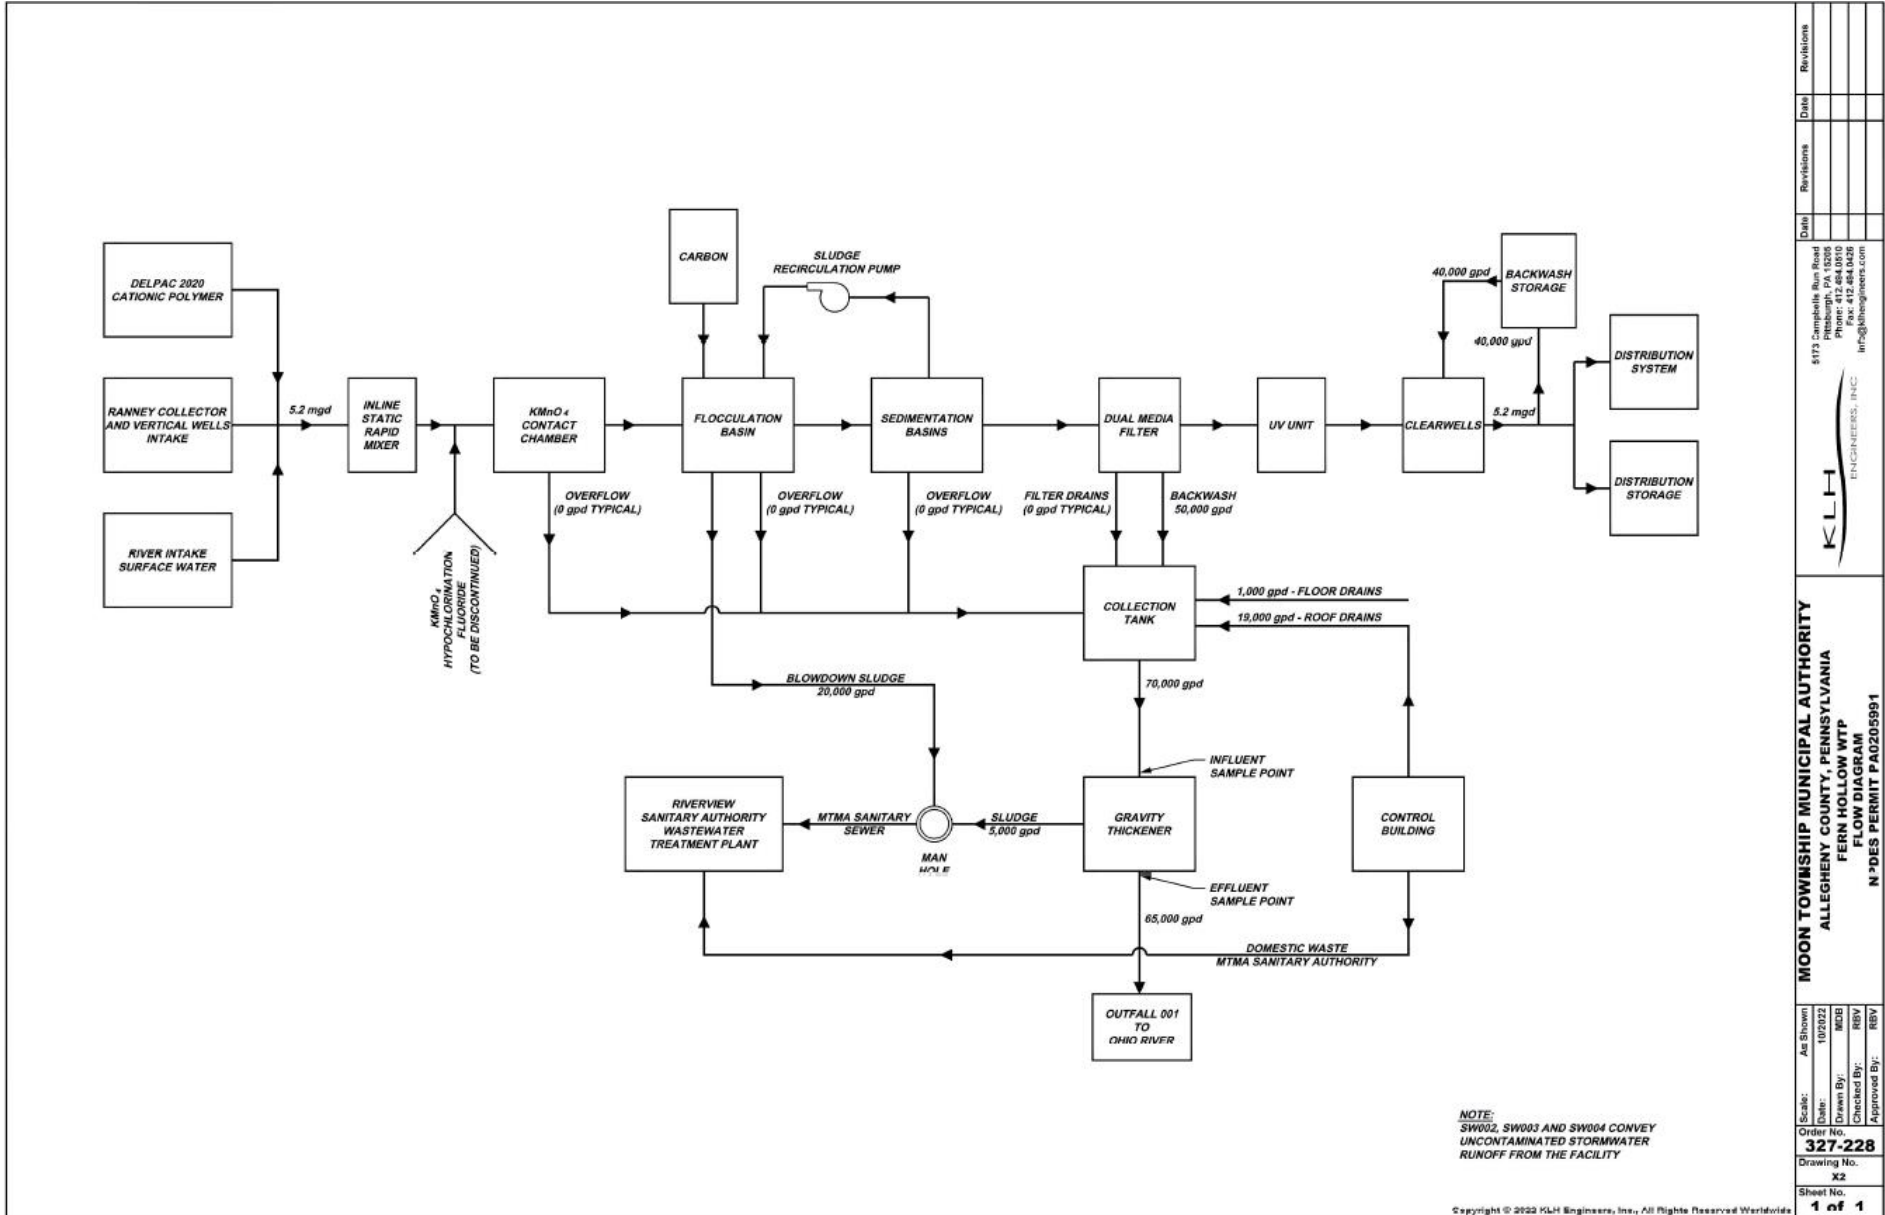 DELPAC 2020
CATIONIC POLYMER
RANNEY COLLECTOR
AND VERTICAL WELLS
INTAKE
RIVER INTAKE
SURFACE WATER
5.2 mgd
INLINE
STATIC
RAPID
MIXER
KMnO4
HYPOCHLORINATION
FLUORIDE
(TO BE DISCONTINUED)
KMnO4
CONTACT
CHAMBER
CARBON
SLUDGE
RECIRCULATION PUMP
FLOCCULATION
BASIN
SEDIMENTATION
BASINS
DUAL MEDIA
FILTER
UV UNIT
CLEARWELLS
5.2 mgd
40,000 gpd
BACKWASH
STORAGE
40,000 gpd
DISTRIBUTION
SYSTEM
DISTRIBUTION
STORAGE
OVERFLOW
(0 gpd TYPICAL)
OVERFLOW
(0 gpd TYPICAL)
OVERFLOW
(0 gpd TYPICAL)
FILTER DRAINS
(0 gpd TYPICAL)
BACKWASH
50,000 gpd
COLLECTION
TANK
1,000 gpd - FLOOR DRAINS
19,000 gpd - ROOF DRAINS
BLOWDOWN SLUDGE
20,000 gpd
70,000 gpd
INFLUENT
SAMPLE POINT
RIVERVIEW
SANITARY AUTHORITY
WASTEWATER
TREATMENT PLANT
MTMA SANITARY
SEWER
MAN
HOLE
SLUDGE
5,000 gpd
GRAVITY
THICKENER
CONTROL
BUILDING
EFFLUENT
SAMPLE POINT
65,000 gpd
DOMESTIC WASTE
MTMA SANITARY AUTHORITY
OUTFALL 001
TO
OHIO RIVER
NOTE:
SW002, SW003 AND SW004 CONVEY
UNCONTAMINATED STORMWATER
RUNOFF FROM THE FACILITY
Copyright © 2022 KLH Engineers, Inc., All Rights Reserved Worldwide
Date Revisions Date Revisions
5173 Campbells Run Road
Pittsburgh, PA 15205
Phone: 412.494.0510
Fax: 412.494.0426
info@klhengineers.com
KLH
ENGINEERS, INC
MOON TOWNSHIP MUNICIPAL AUTHORITY
ALLEGHENY COUNTY, PENNSYLVANIA
FERN HOLLOW WTP
FLOW DIAGRAM
NPDES PERMIT PA0205991
Scale: As Shown
Date: 10/2022
Drawn By: MDB
Checked By: RBV
Approved By: RBV
Order No.
327-228
Drawing No.
X2
Sheet No.
1 of 1